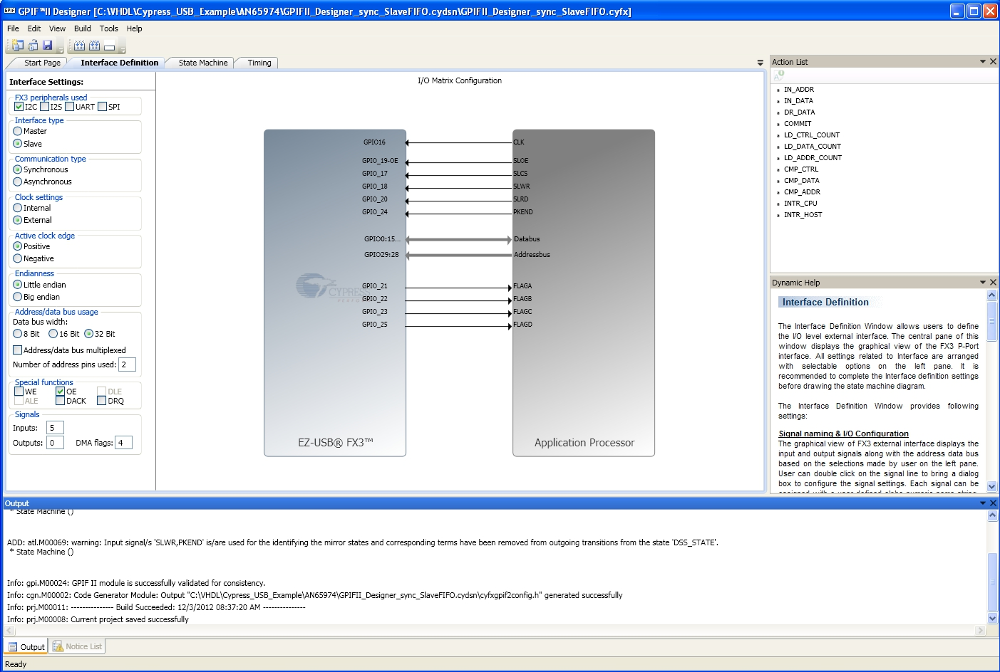 GPIF™II Designer [C:\VHDL\Cypress_USB_Example\AN65974\GPIFII_Designer_sync_SlaveFIFO.cydsn\GPIFII_Designer_sync_SlaveFIFO.cyfx]
File Edit View Build Tools Help
Start Page Interface Definition State Machine Timing
Interface Settings:
FX3 peripherals used
I2C I2S UART SPI
Interface type
Master
Slave
Communication type
Synchronous
Asynchronous
Clock settings
Internal
External
Active clock edge
Positive
Negative
Endianness
Little endian
Big endian
Address/data bus usage
Data bus width:
8 Bit 16 Bit 32 Bit
Address/data bus multiplexed
Number of address pins used: 2
Special functions
WE OE DLE
ALE DACK DRQ
Signals
Inputs: 5
Outputs: 0 DMA flags: 4
I/O Matrix Configuration
GPIO16 CLK
GPIO_19-OE SLOE
GPIO_17 SLCS
GPIO_18 SLWR
GPIO_20 SLRD
GPIO_24 PKEND
GPIO0:15... Databus
GPIO29:28 Addressbus
CYPRESS
GPIO_21 FLAGA
GPIO_22 FLAGB
GPIO_23 FLAGC
GPIO_25 FLAGD
EZ-USB® FX3™ Application Processor
Action List
IN_ADDR
IN_DATA
DR_DATA
COMMIT
LD_CTRL_COUNT
LD_DATA_COUNT
LD_ADDR_COUNT
CMP_CTRL
CMP_DATA
CMP_ADDR
INTR_CPU
INTR_HOST
Dynamic Help
Interface Definition
The Interface Definition Window allows users to define
the I/O level external interface. The central pane of this
window displays the graphical view of the FX3 P-Port
interface. All settings related to Interface are arranged
with selectable options on the left pane. It is
recommended to complete the Interface definition settings
before drawing the state machine diagram.
The Interface Definition Window provides following
settings:
Signal naming & I/O Configuration
The graphical view of FX3 external interface displays the
input and output signals along with the address data bus
based on the selections made by user on the left pane.
User can double click on the signal line to bring a dialog
box to configure the signal settings. Each signal can be
assigned with a user defined alpha numeric name string.
Output
* State Machine ()
ADD: atl.M00069: warning: Input signal/s 'SLWR,PKEND' is/are used for the identifying the mirror states and corresponding terms have been removed from outgoing transitions from the state 'DSS_STATE'.
* State Machine ()
Info: gpi.M00024: GPIF II module is successfully validated for consistency.
Info: cgn.M00002: Code Generator Module: Output "C:\VHDL\Cypress_USB_Example\AN65974\GPIFII_Designer_sync_SlaveFIFO.cydsn\cyfxgpif2config.h" generated successfully
Info: prj.M00011: --------------- Build Succeeded: 12/3/2012 08:37:20 AM ---------------
Info: prj.M00008: Current project saved successfully
Output Notice List
Ready